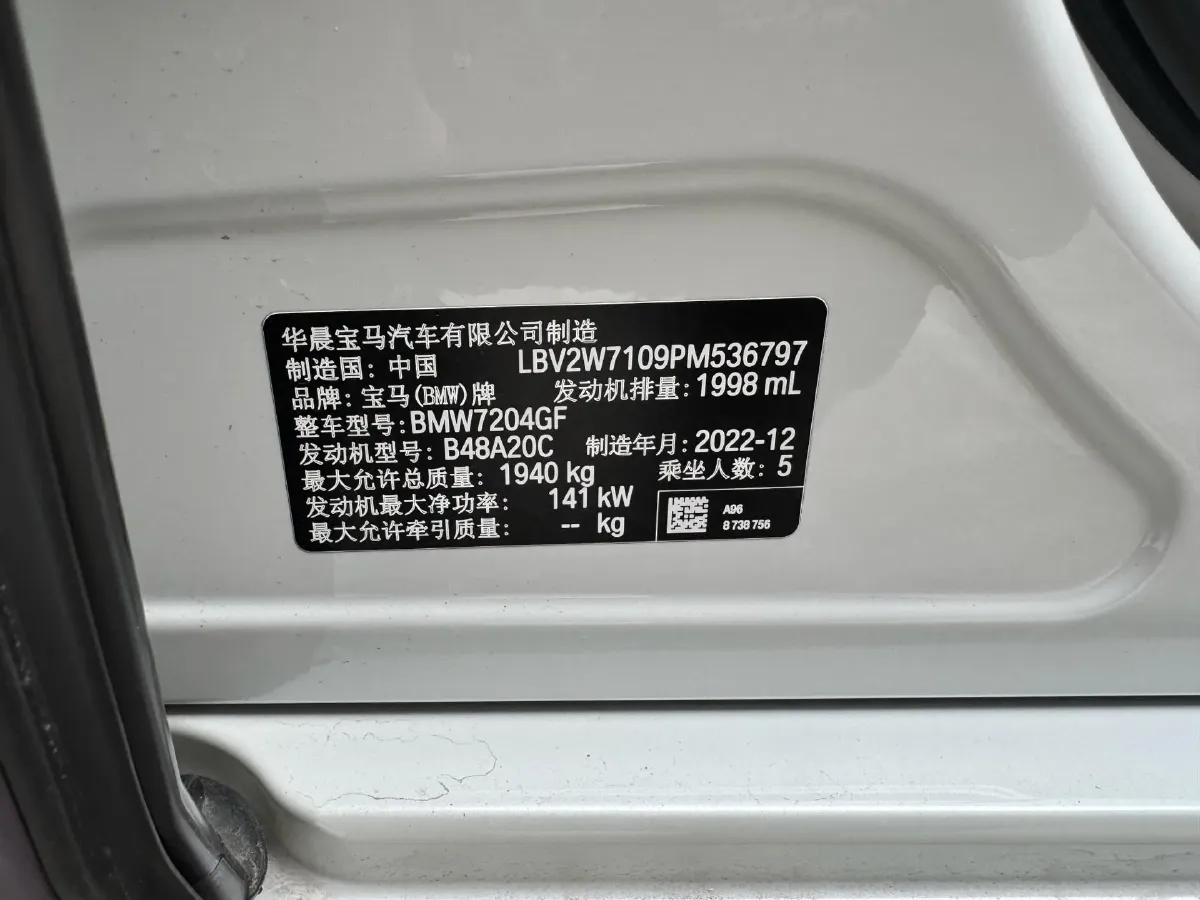 华晨宝马汽车有限公司制造
制造国：中国 LBV2W7109PM536797
品牌：宝马(BMW)牌 发动机排量：1998 mL
整车型号：BMW7204GF
发动机型号：B48A20C 制造年月：2022-12
最大允许总质量：1940 kg 乘坐人数：5
发动机最大净功率：141 kW
最大允许牵引质量：-- kg
A96
8 738 756